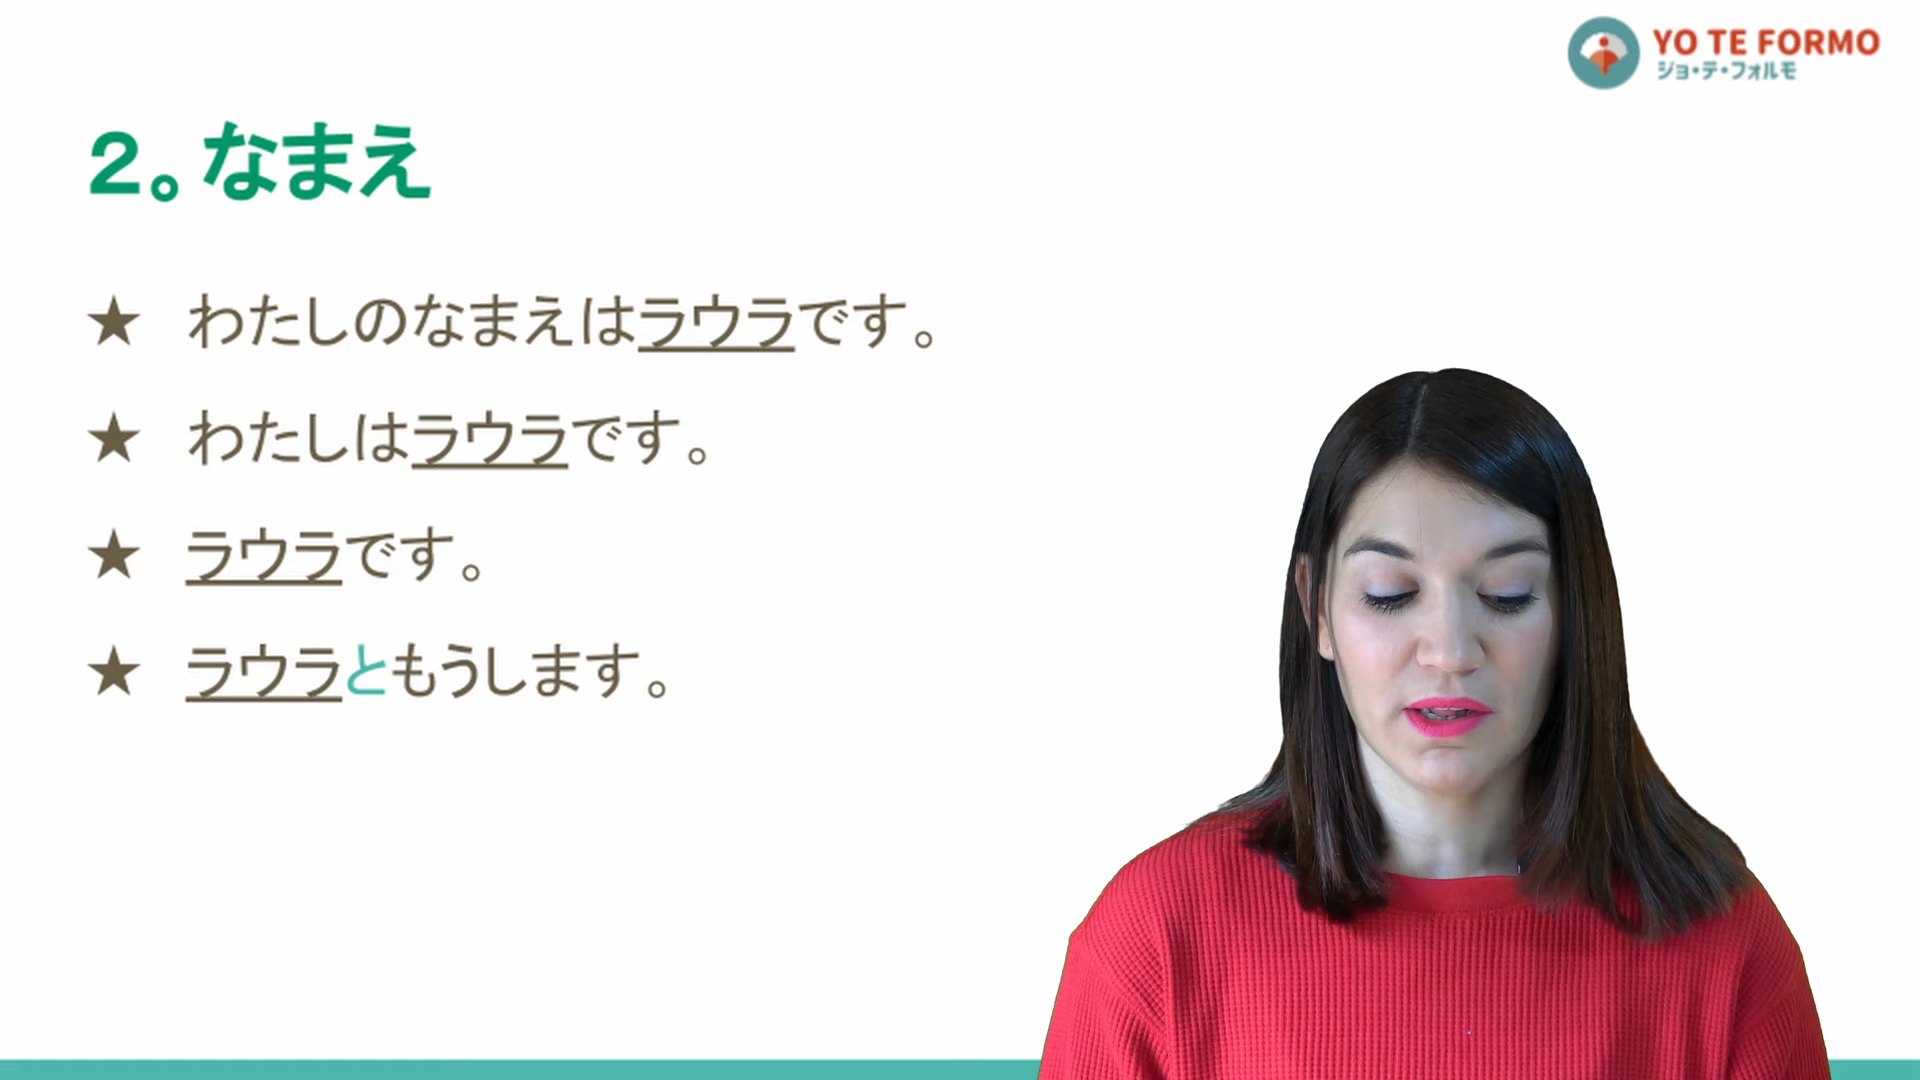 YO TE FORMO
ジョ・テ・フォルモ
２。なまえ
★ わたしのなまえはラウラです。
★ わたしはラウラです。
★ ラウラです。
★ ラウラともうします。